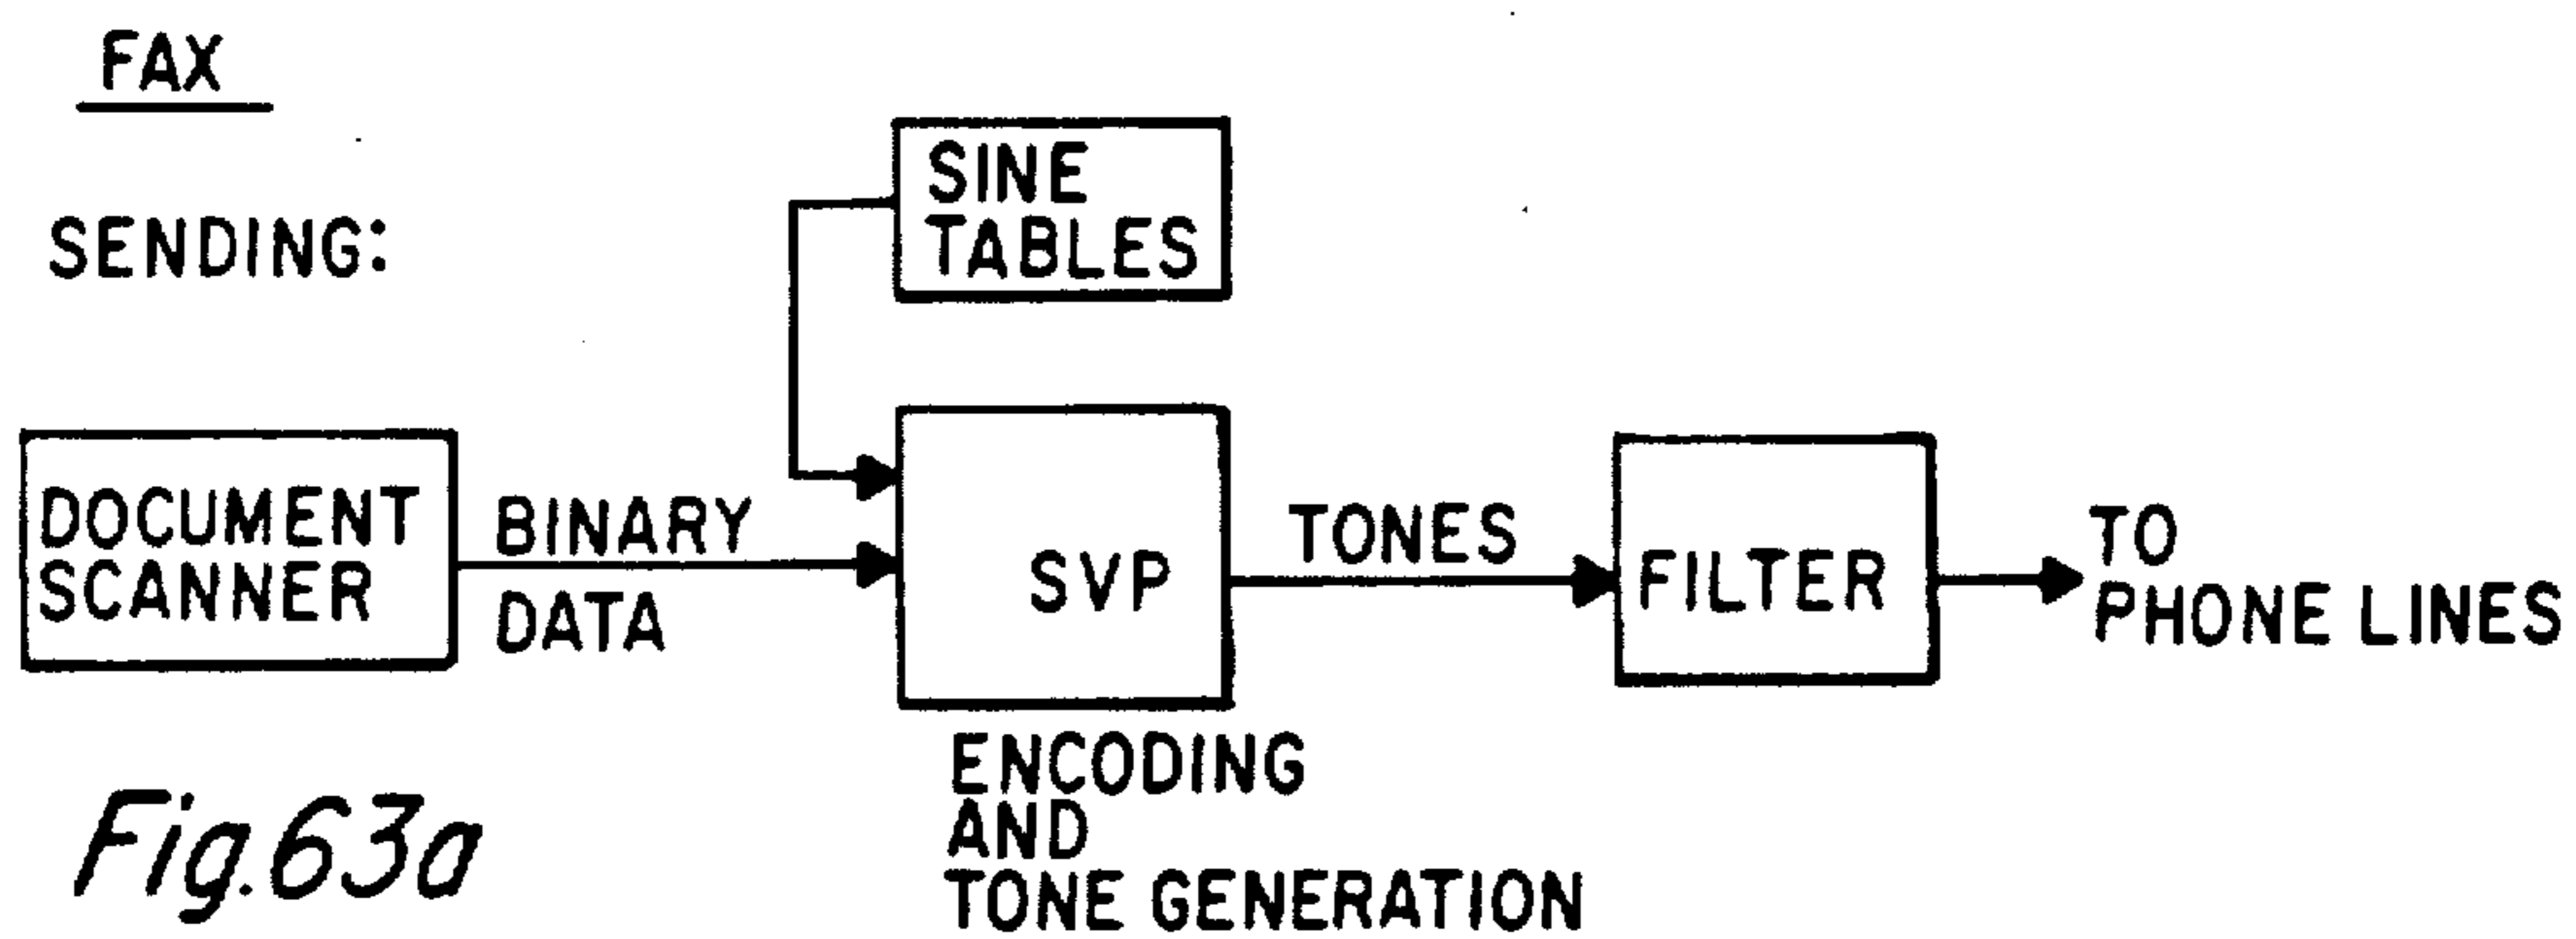 FAX
SENDING:
SINE
TABLES
DOCUMENT
SCANNER
BINARY
DATA
SVP
TONES
FILTER
TO
PHONE LINES
ENCODING
AND
TONE GENERATION
Fig.63a